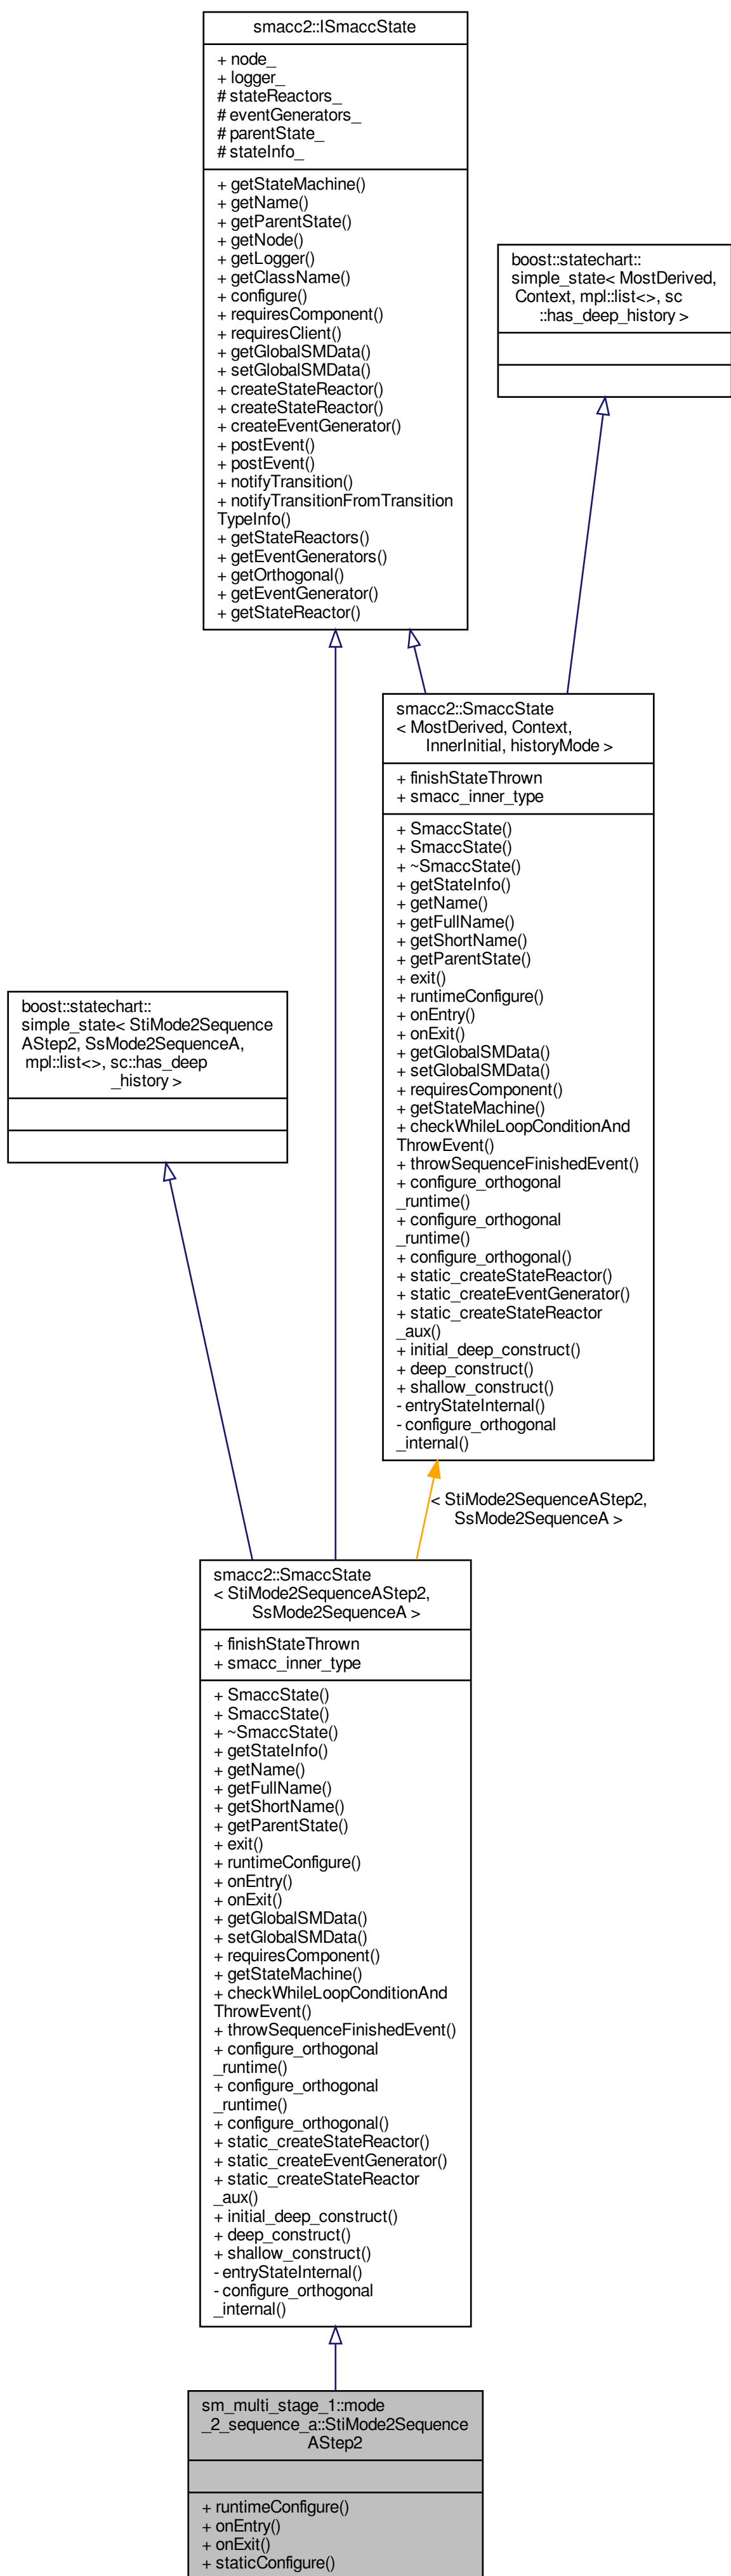 smacc2::ISmaccState
+ node_
+ logger_
# stateReactors_
# eventGenerators_
# parentState_
# stateInfo_
+ getStateMachine()
+ getName()
+ getParentState()
+ getNode()
+ getLogger()
+ getClassName()
+ configure()
+ requiresComponent()
+ requiresClient()
+ getGlobalSMData()
+ setGlobalSMData()
+ createStateReactor()
+ createStateReactor()
+ createEventGenerator()
+ postEvent()
+ postEvent()
+ notifyTransition()
+ notifyTransitionFromTransition
TypeInfo()
+ getStateReactors()
+ getEventGenerators()
+ getOrthogonal()
+ getEventGenerator()
+ getStateReactor()
boost::statechart::
simple_state< MostDerived,
Context, mpl::list<>, sc
::has_deep_history >
smacc2::SmaccState
< MostDerived, Context,
InnerInitial, historyMode >
+ finishStateThrown
+ smacc_inner_type
+ SmaccState()
+ SmaccState()
+ ~SmaccState()
+ getStateInfo()
+ getName()
+ getFullName()
+ getShortName()
+ getParentState()
+ exit()
+ runtimeConfigure()
+ onEntry()
+ onExit()
+ getGlobalSMData()
+ setGlobalSMData()
+ requiresComponent()
+ getStateMachine()
+ checkWhileLoopConditionAnd
ThrowEvent()
+ throwSequenceFinishedEvent()
+ configure_orthogonal
_runtime()
+ configure_orthogonal
_runtime()
+ configure_orthogonal()
+ static_createStateReactor()
+ static_createEventGenerator()
+ static_createStateReactor
_aux()
+ initial_deep_construct()
+ deep_construct()
+ shallow_construct()
- entryStateInternal()
- configure_orthogonal
_internal()
boost::statechart::
simple_state< StiMode2Sequence
AStep2, SsMode2SequenceA,
mpl::list<>, sc::has_deep
_history >
< StiMode2SequenceAStep2,
SsMode2SequenceA >
smacc2::SmaccState
< StiMode2SequenceAStep2,
SsMode2SequenceA >
+ finishStateThrown
+ smacc_inner_type
+ SmaccState()
+ SmaccState()
+ ~SmaccState()
+ getStateInfo()
+ getName()
+ getFullName()
+ getShortName()
+ getParentState()
+ exit()
+ runtimeConfigure()
+ onEntry()
+ onExit()
+ getGlobalSMData()
+ setGlobalSMData()
+ requiresComponent()
+ getStateMachine()
+ checkWhileLoopConditionAnd
ThrowEvent()
+ throwSequenceFinishedEvent()
+ configure_orthogonal
_runtime()
+ configure_orthogonal
_runtime()
+ configure_orthogonal()
+ static_createStateReactor()
+ static_createEventGenerator()
+ static_createStateReactor
_aux()
+ initial_deep_construct()
+ deep_construct()
+ shallow_construct()
- entryStateInternal()
- configure_orthogonal
_internal()
sm_multi_stage_1::mode
_2_sequence_a::StiMode2Sequence
AStep2
+ runtimeConfigure()
+ onEntry()
+ onExit()
+ staticConfigure()